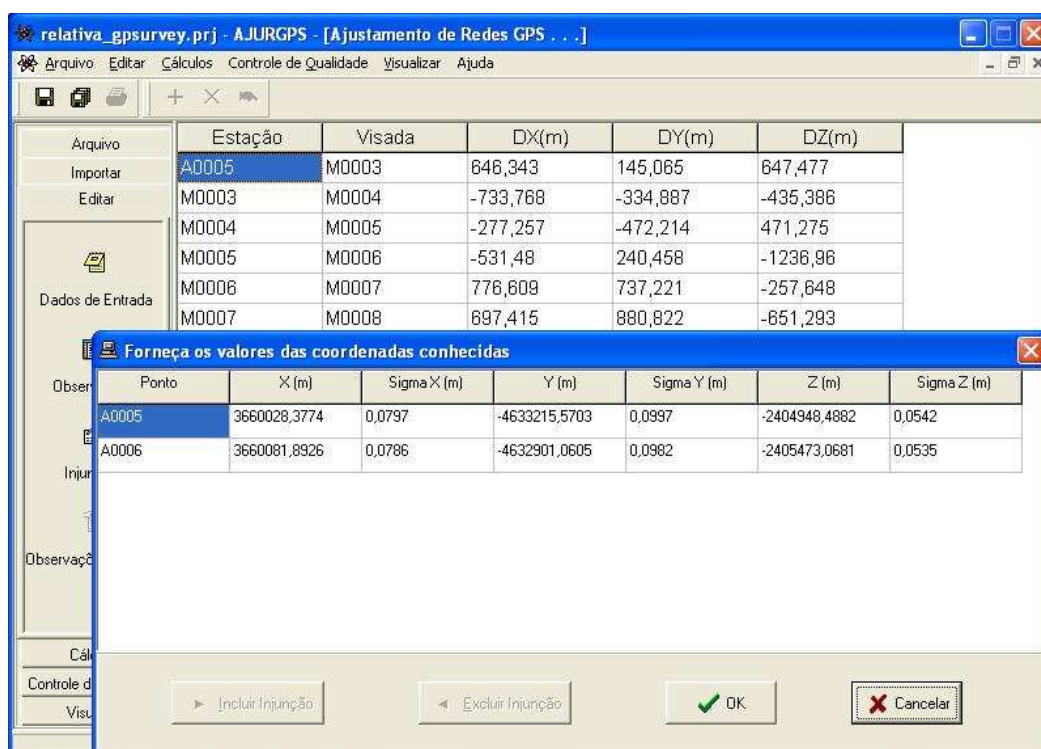 relativa_gpsurvey.prj - AJURGPS - [Ajustamento de Redes GPS . . .]
Arquivo Editar Cálculos Controle de Qualidade Visualizar Ajuda
Arquivo
Importar
Editar
Dados de Entrada
Estação Visada DX(m) DY(m) DZ(m)
A0005 M0003 646,343 145,065 647,477
M0003 M0004 -733,768 -334,887 -435,386
M0004 M0005 -277,257 -472,214 471,275
M0005 M0006 -531,48 240,458 -1236,96
M0006 M0007 776,609 737,221 -257,648
M0007 M0008 697,415 880,822 -651,293
Obser
Injun
Observaçõ
Cál
Controle d
Visu
Forneça os valores das coordenadas conhecidas
Ponto X (m) Sigma X (m) Y (m) Sigma Y (m) Z (m) Sigma Z (m)
A0005 3660028,3774 0,0797 -4633215,5703 0,0997 -2404948,4882 0,0542
A0006 3660081,8926 0,0786 -4632901,0605 0,0982 -2405473,0681 0,0535
Incluir Injunção Excluir Injunção OK Cancelar